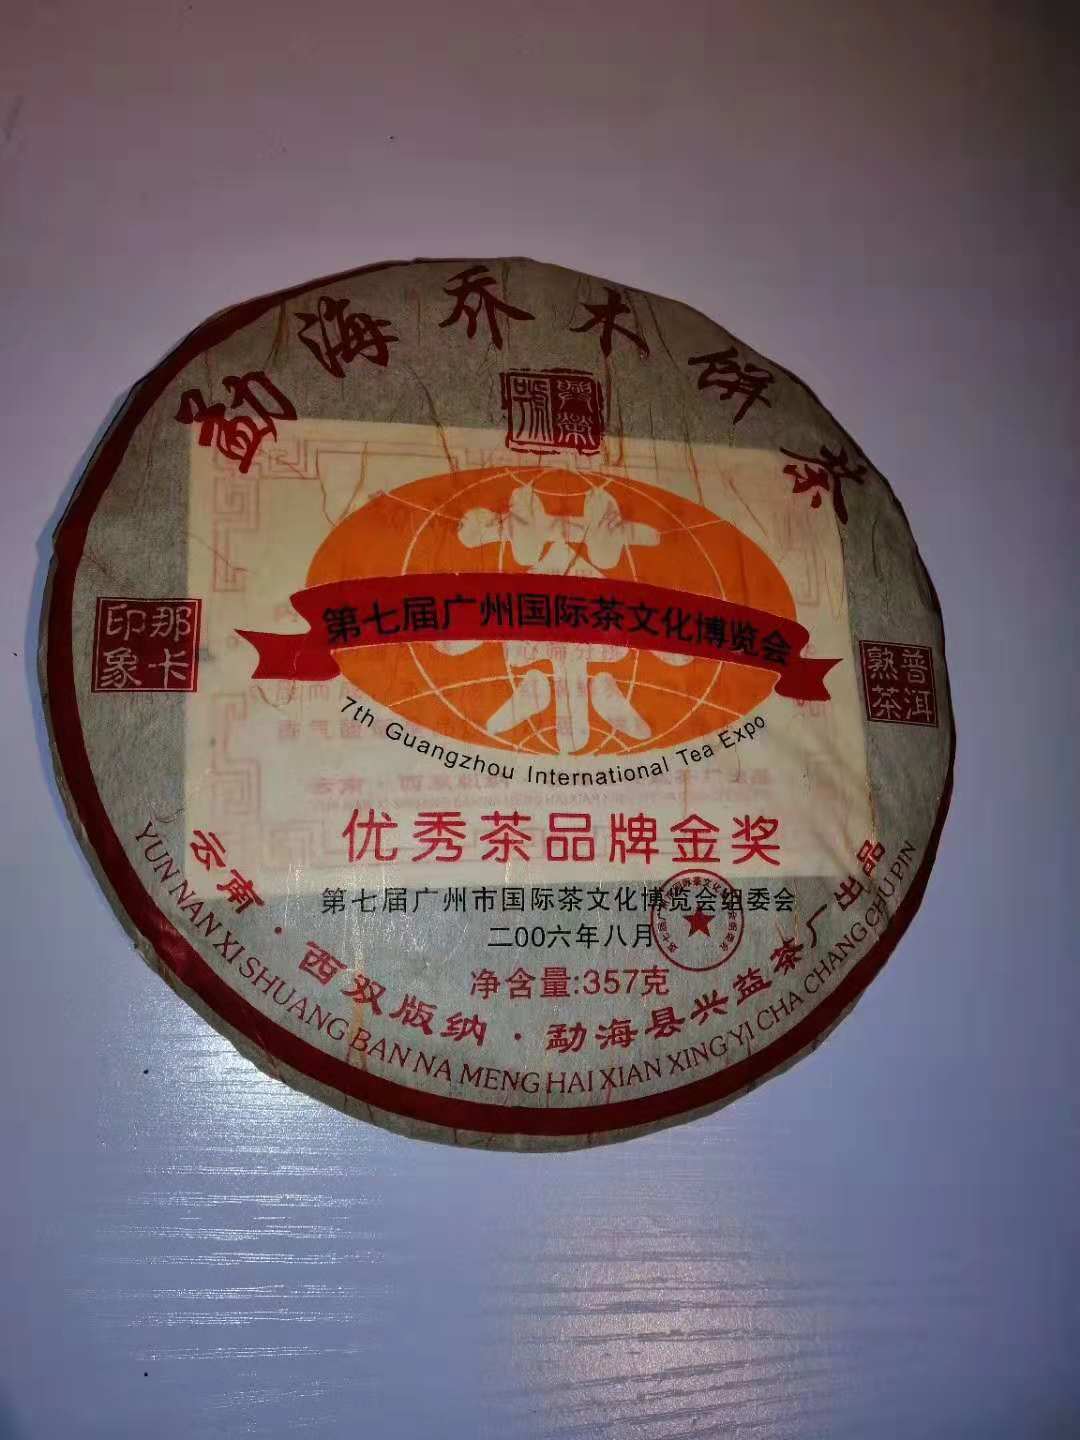 勐海乔木饼茶
兴茶
號
那卡
印象
普洱
熟茶
第七届广州国际茶文化博览会
7th Guangzhou International Tea Expo
优秀茶品牌金奖
第七届广州市国际茶文化博览会组委会
二00六年八月
净含量:357克
云南·西双版纳·勐海县兴益茶厂出品
YUN NAN XI SHUANG BAN NA MENG HAI XIAN XING YI CHA CHANG CHU PIN